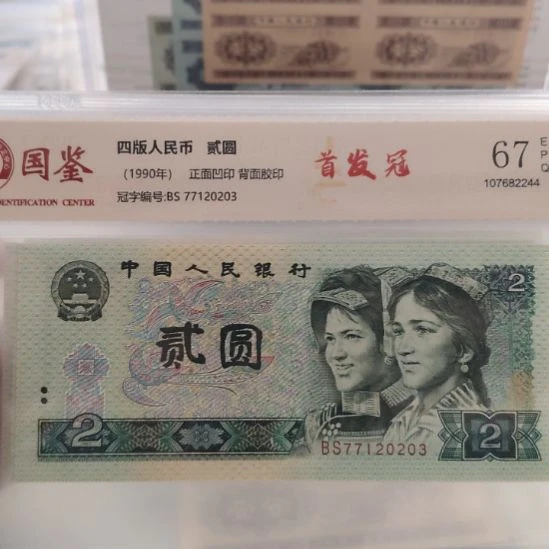 国鉴
DENTIFICATION CENTER
四版人民币 贰圆
(1990年) 正面凹印 背面胶印
冠字编号:BS 77120203
首发冠
67
E
P
Q
107682244
中国人民银行
2
贰圆
2
BS77120203
2